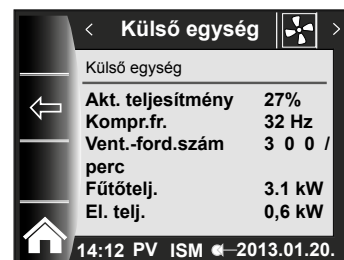 < Külső egység >
Külső egység
Akt. teljesítmény 27%
Kompr.fr. 32 Hz
Vent.-ford.szám 3 0 0 /
perc
Fűtőtelj. 3.1 kW
El. telj. 0,6 kW
14:12 PV ISM 2013.01.20.